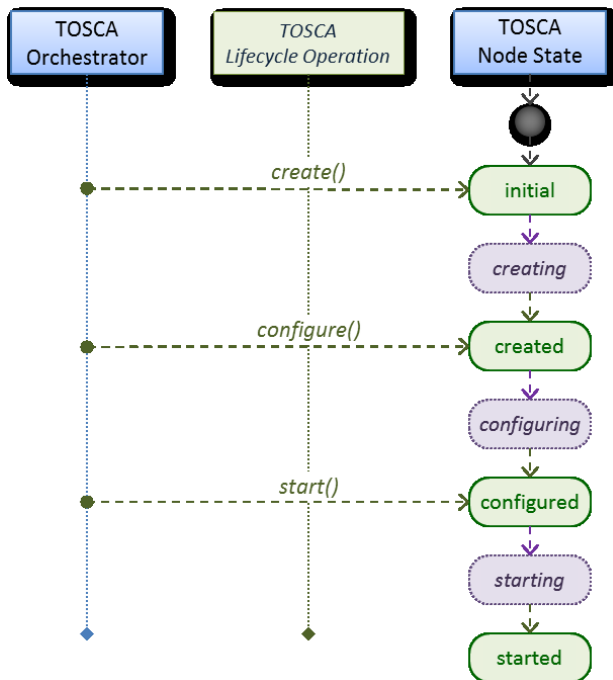 TOSCA
Orchestrator
TOSCA
Lifecycle Operation
TOSCA
Node State
create()
initial
creating
configure()
created
configuring
start()
configured
starting
started